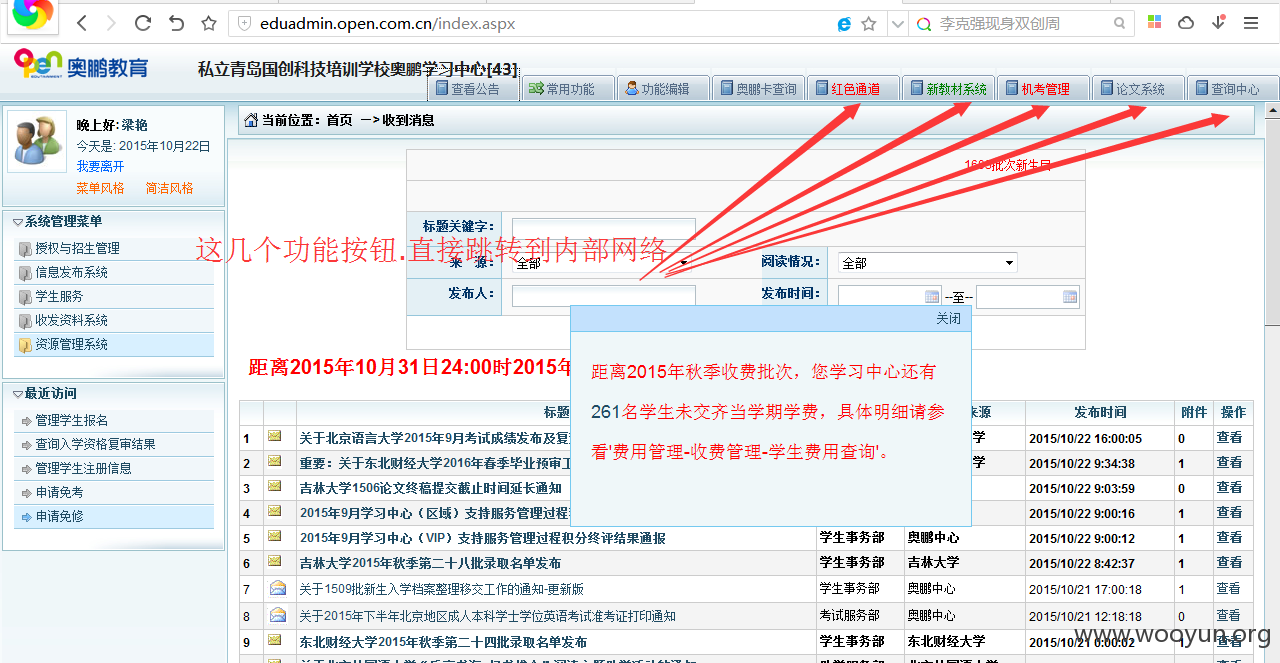 eduadmin.open.com.cn/index.aspx
李克强现身双创周
open 奥鹏教育
私立青岛国创科技培训学校奥鹏学习中心[43]
查看公告 常用功能 功能编辑 奥鹏卡查询 红色通道 新教材系统 机考管理 论文系统 查询中心
晚上好:梁艳
今天是: 2015年10月22日
我要离开
菜单风格 简洁风格
系统管理菜单
授权与招生管理
信息发布系统
学生服务
收发资料系统
资源管理系统
最近访问
管理学生报名
查询入学资格复审结果
管理学生注册信息
申请免考
申请免修
当前位置：首页 —>收到消息
批次新生屏
标题关键字：
这几个功能按钮.直接跳转到内部网络
来 源： 全部 阅读情况： 全部
发布人： 发布时间： --至--
关闭
距离2015年秋季收费批次，您学习中心还有
261名学生未交齐当学期学费，具体明细请参
看'费用管理-收费管理-学生费用查询'。
距离2015年10月31日24:00时2015年
标题 来源 发布时间 附件 操作
1 关于北京语言大学2015年9月考试成绩发布及复 学 2015/10/22 16:00:05 0 查看
2 重要：关于东北财经大学2016年春季毕业预审工 学 2015/10/22 9:34:38 1 查看
3 吉林大学1506论文终稿提交截止时间延长通知 2015/10/22 9:03:59 0 查看
4 2015年9月学习中心（区域）支持服务管理过程 2015/10/22 9:00:16 1 查看
5 2015年9月学习中心（VIP）支持服务管理过程积分终评结果通报 学生事务部 奥鹏中心 2015/10/22 9:00:12 1 查看
6 吉林大学2015年秋季第二十八批录取名单发布 学生事务部 吉林大学 2015/10/22 8:42:37 1 查看
7 关于1509批新生入学档案整理移交工作的通知-更新版 学生事务部 奥鹏中心 2015/10/21 17:00:18 1 查看
8 关于2015年下半年北京地区成人本科学士学位英语考试准考证打印通知 考试服务部 奥鹏中心 2015/10/21 12:18:18 0 查看
9 东北财经大学2015年秋季第二十四批录取名单发布 学生事务部 东北财经大学 2015/10/21 0:00:02 1 查看
www.wooyun.org